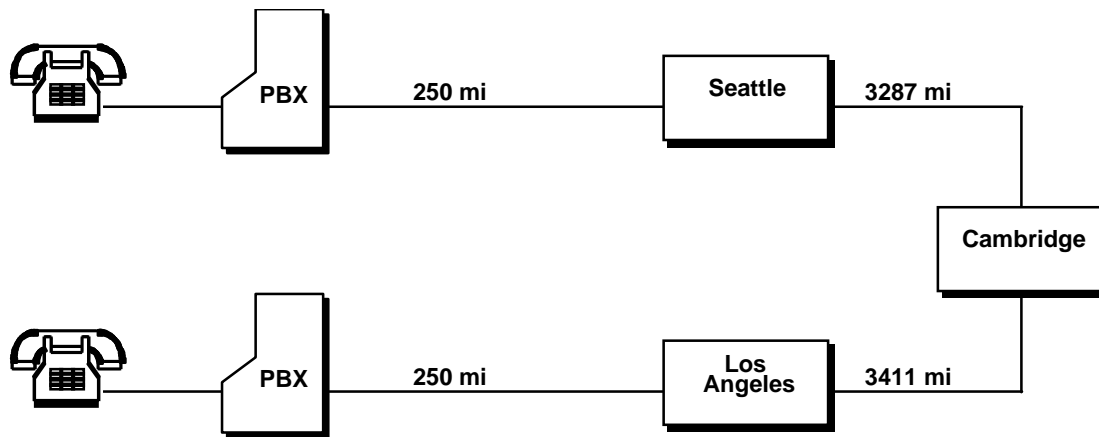 PBX
250 mi
Seattle
3287 mi
Cambridge
PBX
250 mi
Los
Angeles
3411 mi